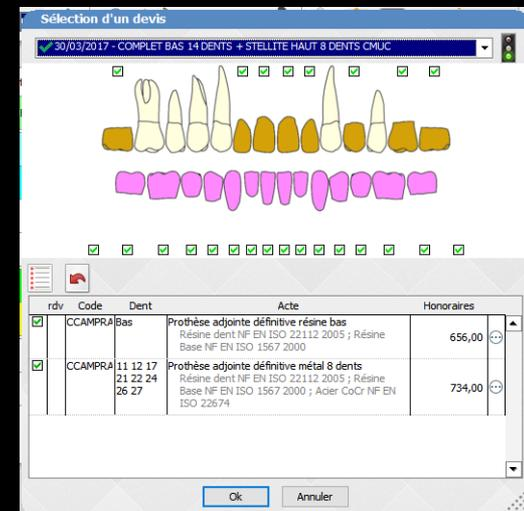 Sélection d'un devis
30/03/2017 - COMPLET BAS 14 DENTS + STELLITE HAUT 8 DENTS CMUC
rdv Code Dent Acte Honoraires
CCAMPRA Bas Prothèse adjointe définitive résine bas
Résine dent NF EN ISO 22112 2005 ; Résine
Base NF EN ISO 1567 2000
656,00
CCAMPRA 11 12 17 Prothèse adjointe définitive métal 8 dents
21 22 24 Résine dent NF EN ISO 22112 2005 ; Résine
26 27 Base NF EN ISO 1567 2000 ; Acier CoCr NF EN
ISO 22674
734,00
Ok Annuler